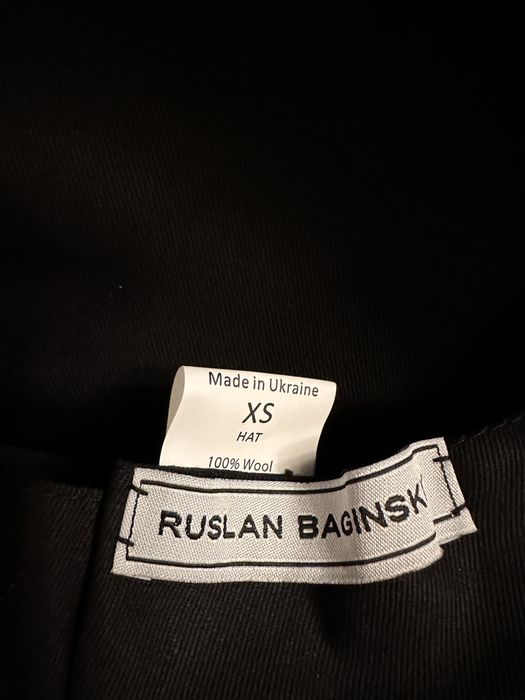 Made in Ukraine
XS
HAT
100% Wool
RUSLAN BAGINSK